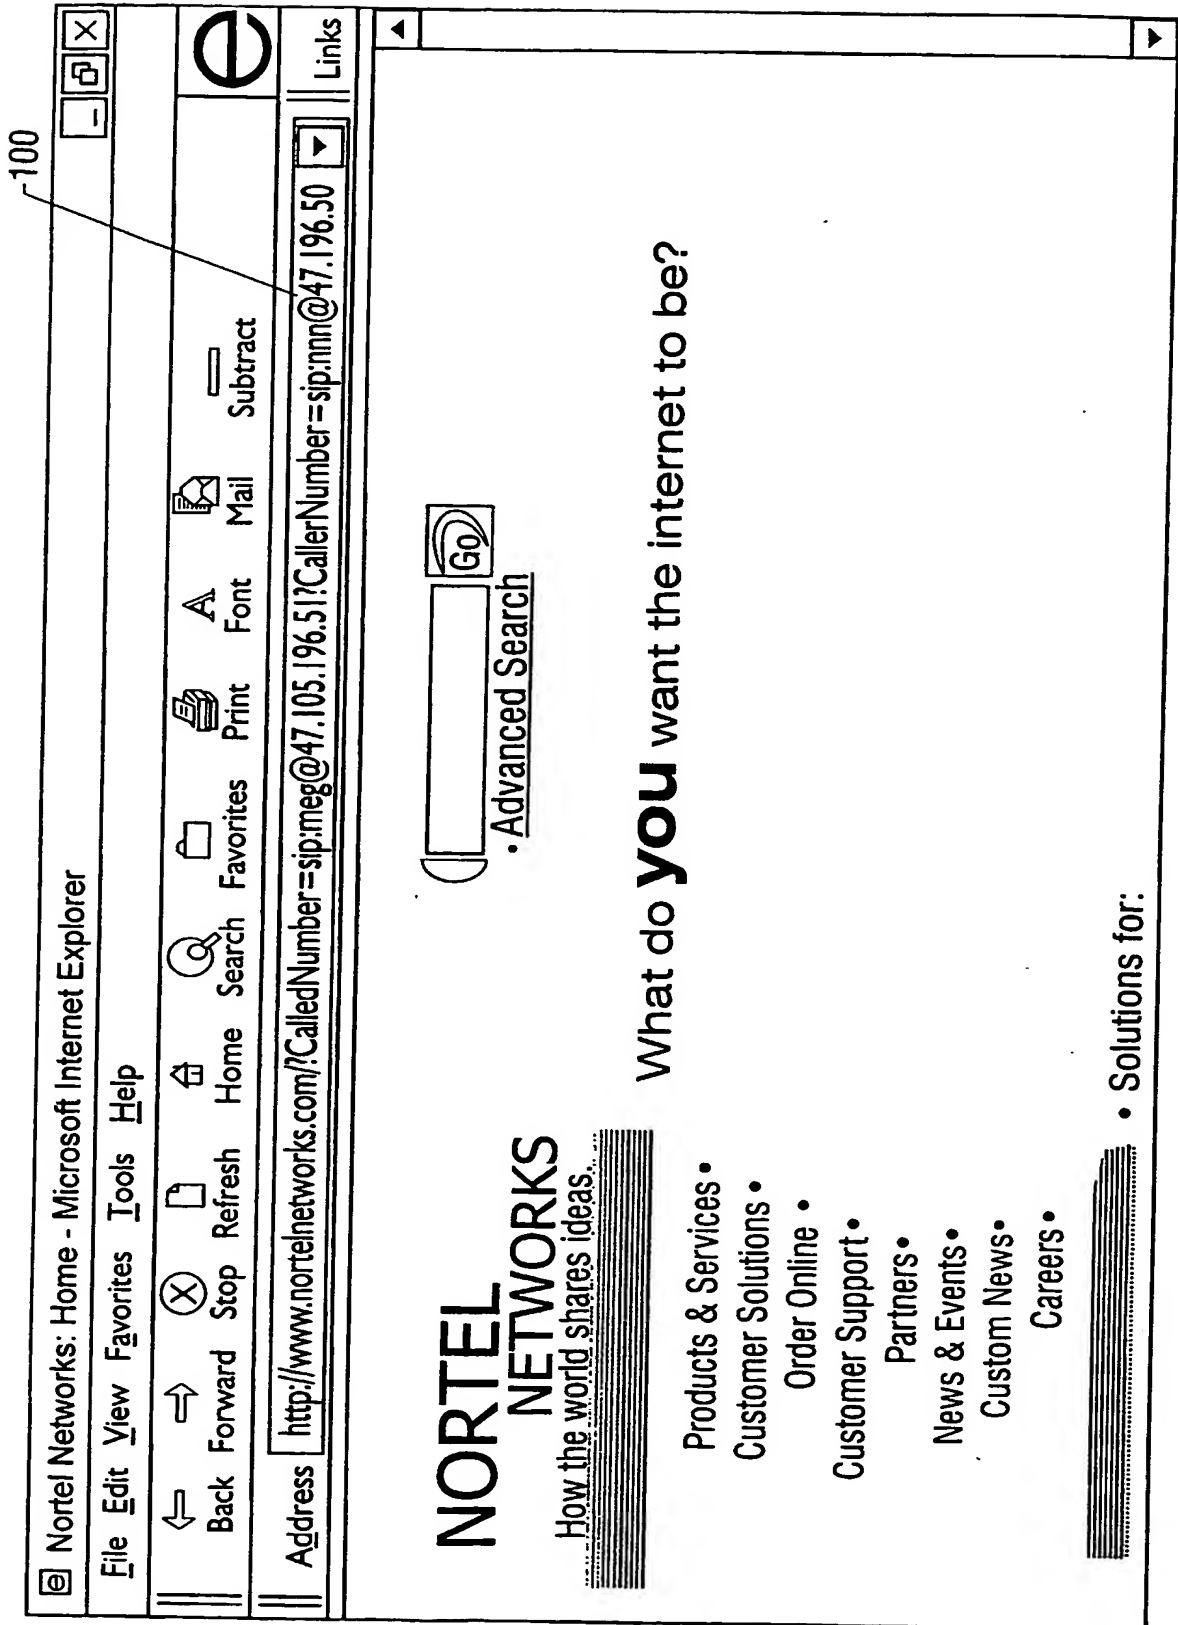 100
Nortel Networks: Home - Microsoft Internet Explorer
File Edit View Favorites Tools Help
Back Forward Stop Refresh Home Search Favorites Print Font Mail Subtract
Address http://www.nortelnetworks.com/?CalledNumber=sip:meg@47.105.196.51?CallerNumber=sip:nnn@47.196.50 Links
Go
• Advanced Search
NORTEL
NETWORKS
How the world shares ideas.
What do you want the internet to be?
Products & Services •
Customer Solutions •
Order Online •
Customer Support •
Partners •
News & Events •
Custom News •
Careers •
• Solutions for: